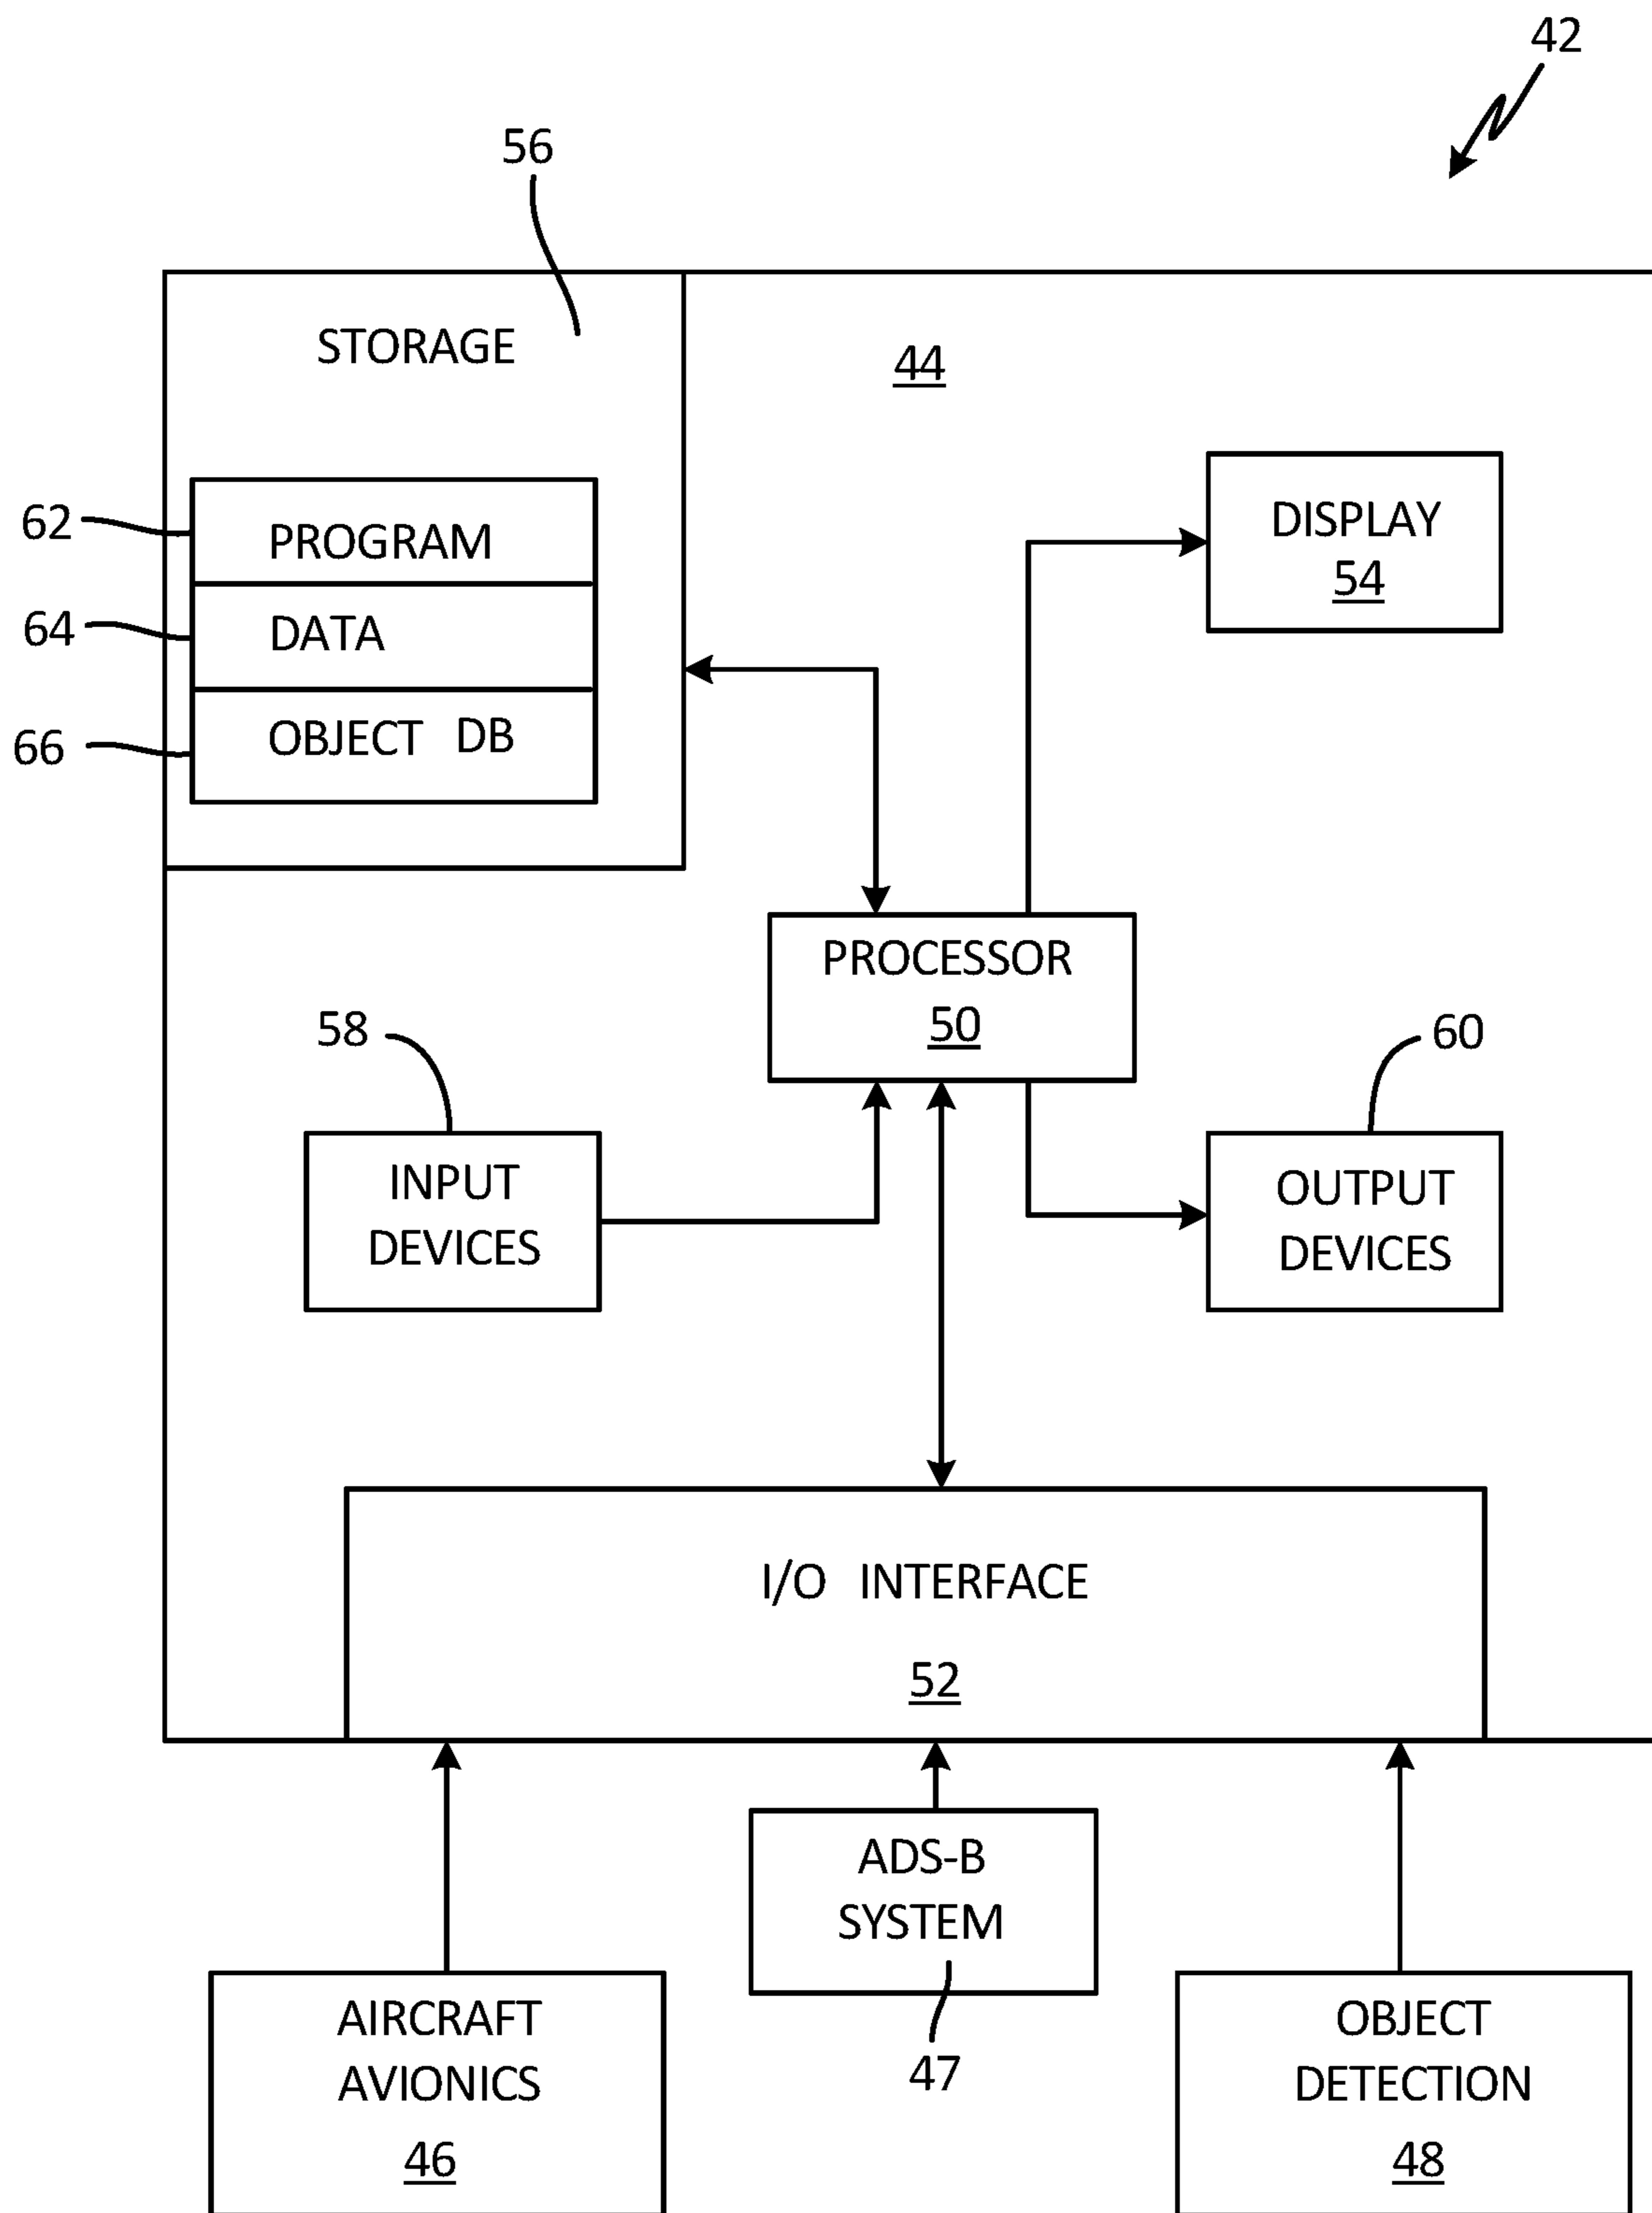 42
56
STORAGE
44
62
PROGRAM
DISPLAY
54
64
DATA
66
OBJECT DB
PROCESSOR
50
58
60
INPUT
DEVICES
OUTPUT
DEVICES
I/O INTERFACE
52
ADS-B
SYSTEM
47
AIRCRAFT
AVIONICS
46
OBJECT
DETECTION
48